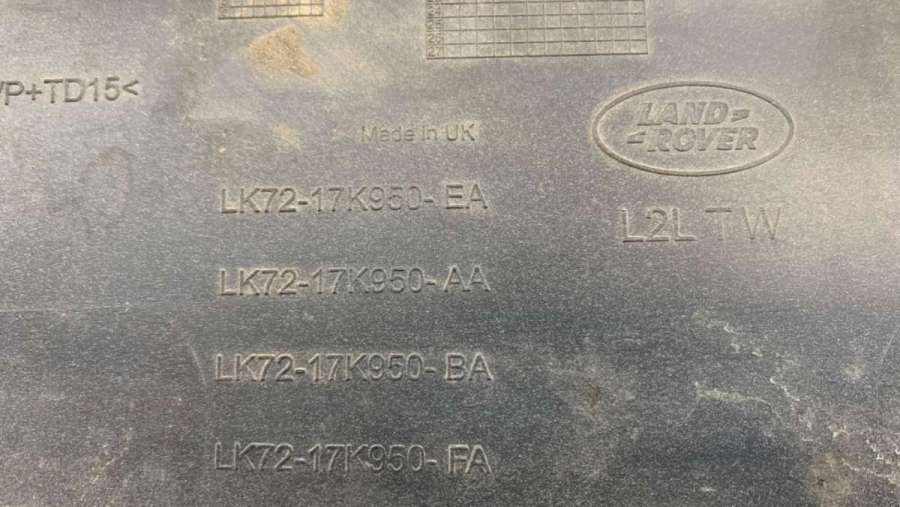 /P+TD15<
LAND
ROVER
Made in UK
LK72-17K950-EA
L2L TW
LK72-17K950-AA
LK72-17K950-BA
LK72-17K950-FA